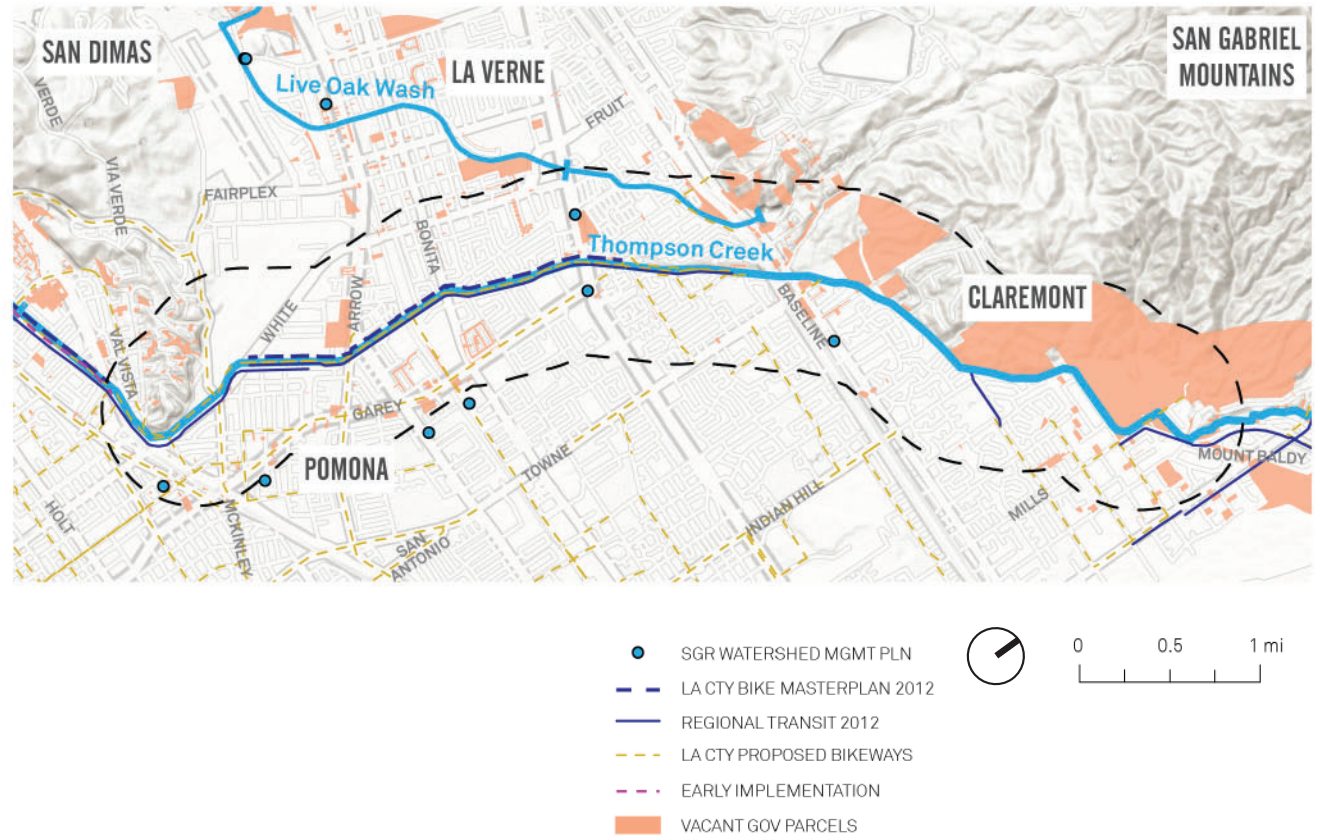 SAN DIMAS
LA VERNE
SAN GABRIEL
MOUNTAINS
Live Oak Wash
VERDE
VIA VERDE
FRUIT
FAIRPLEX
BONITA
Thompson Creek
ARROW
WHITE
BASELINE
CLAREMONT
VAL VISTA
GAREY
POMONA
TOWNE
MOUNT BALDY
HOLT
MCKINLEY
SAN
ANTONIO
INDIAN HILL
MILLS
SGR WATERSHED MGMT PLN
LA CTY BIKE MASTERPLAN 2012
REGIONAL TRANSIT 2012
LA CTY PROPOSED BIKEWAYS
EARLY IMPLEMENTATION
VACANT GOV PARCELS
0 0.5 1 mi